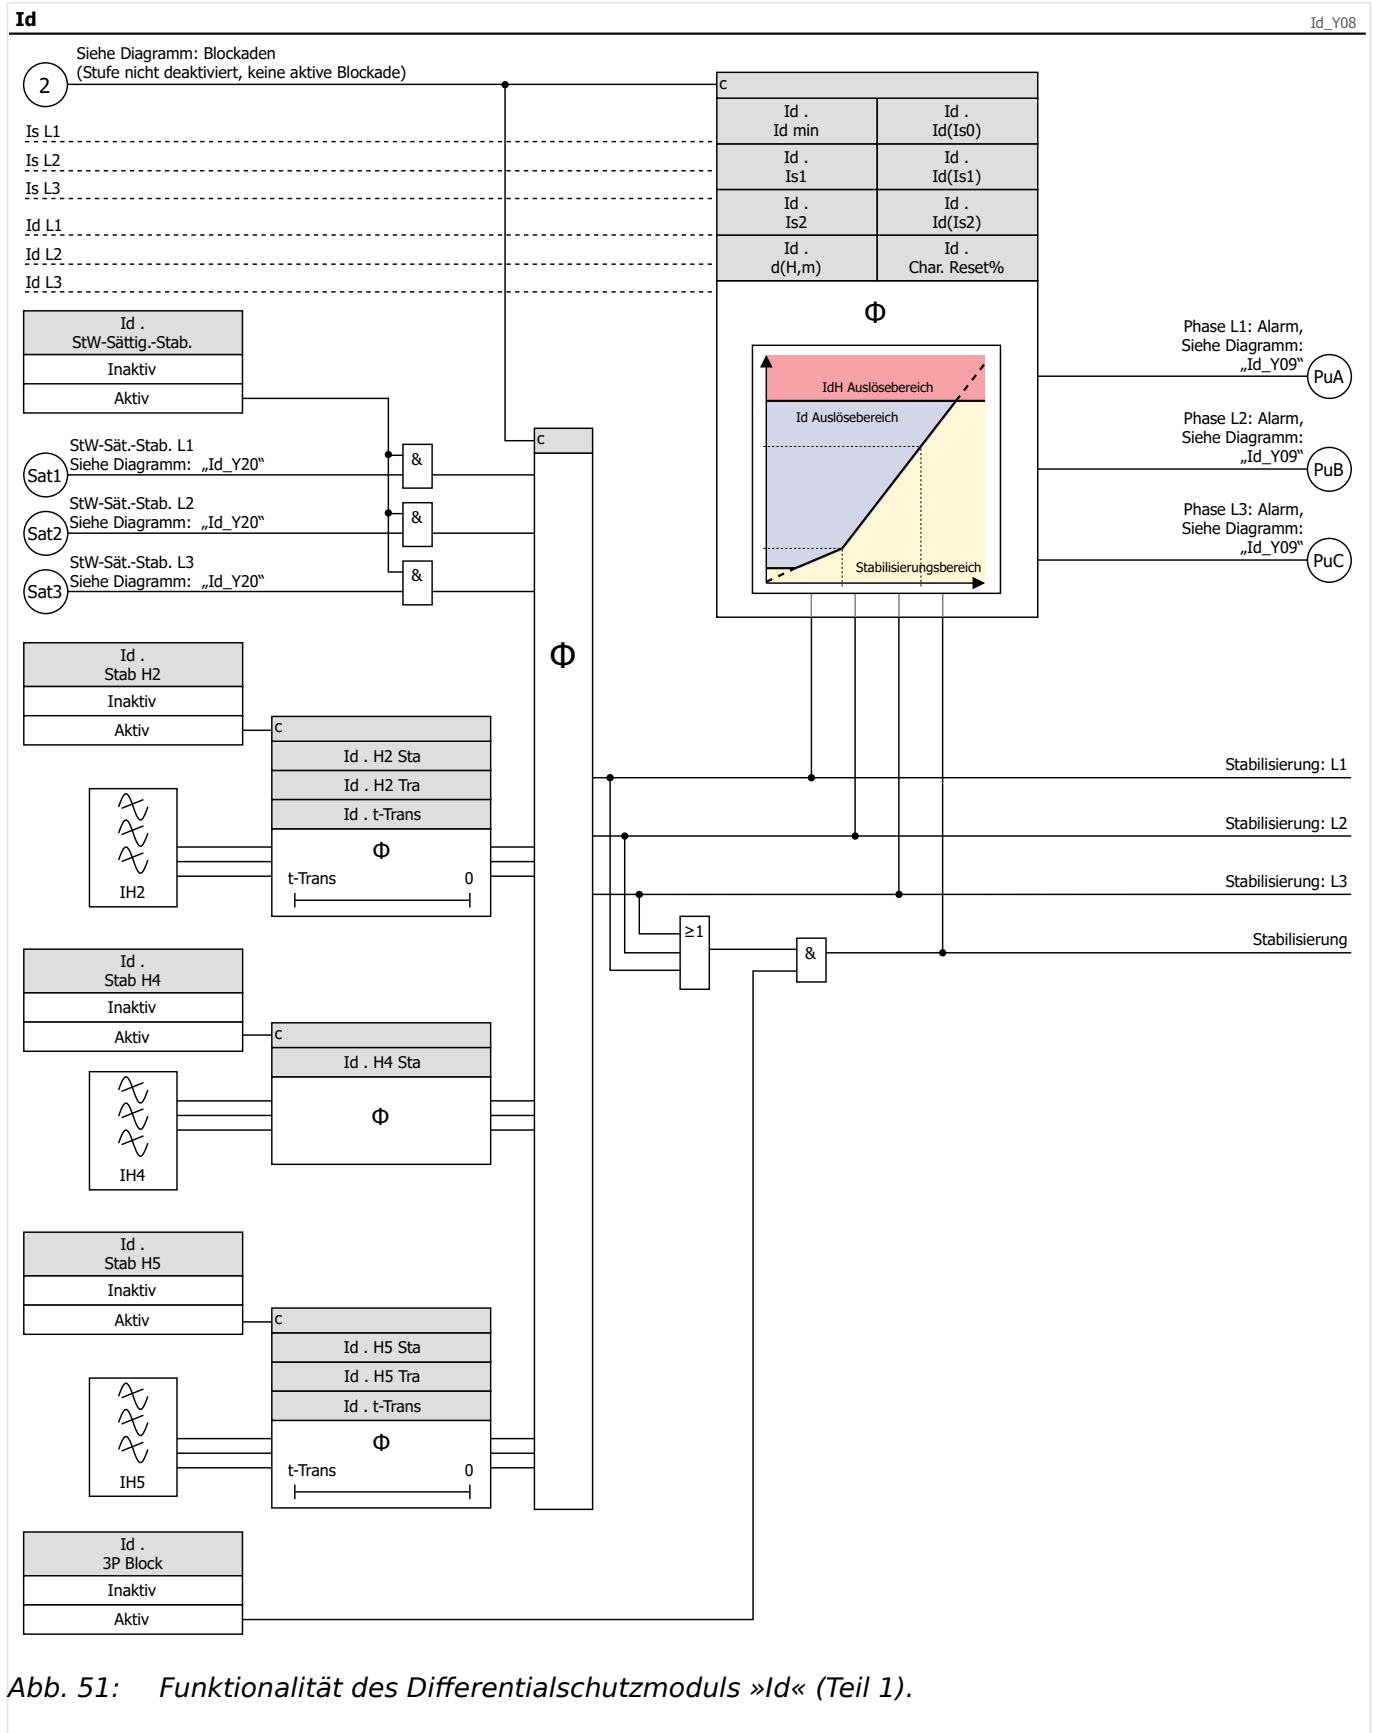 Id
Id_Y08
Siehe Diagramm: Blockaden
(Stufe nicht deaktiviert, keine aktive Blockade)
2
c
Id .
Id min
Id .
Id(Is0)
Id .
Is1
Id .
Id(Is1)
Id .
Is2
Id .
Id(Is2)
Id .
d(H,m)
Id .
Char. Reset%
Φ
Is L1
Is L2
Is L3
Id L1
Id L2
Id L3
IdH Auslösebereich
Id Auslösebereich
Stabilisierungsbereich
Phase L1: Alarm,
Siehe Diagramm:
„Id_Y09“
PuA
Phase L2: Alarm,
Siehe Diagramm:
„Id_Y09“
PuB
Phase L3: Alarm,
Siehe Diagramm:
„Id_Y09“
PuC
Id .
StW-Sättig.-Stab.
Inaktiv
Aktiv
StW-Sät.-Stab. L1
Siehe Diagramm: „Id_Y20“
Sat1
&
StW-Sät.-Stab. L2
Siehe Diagramm: „Id_Y20“
Sat2
&
StW-Sät.-Stab. L3
Siehe Diagramm: „Id_Y20“
Sat3
&
c
Φ
Id .
Stab H2
Inaktiv
Aktiv
c
Id . H2 Sta
Id . H2 Tra
Id . t-Trans
Φ
t-Trans 0
IH2
Stabilisierung: L1
Stabilisierung: L2
Stabilisierung: L3
≥1
&
Stabilisierung
Id .
Stab H4
Inaktiv
Aktiv
c
Id . H4 Sta
Φ
IH4
Id .
Stab H5
Inaktiv
Aktiv
c
Id . H5 Sta
Id . H5 Tra
Id . t-Trans
Φ
t-Trans 0
IH5
Id .
3P Block
Inaktiv
Aktiv
Abb. 51: Funktionalität des Differentialschutzmoduls »Id« (Teil 1).